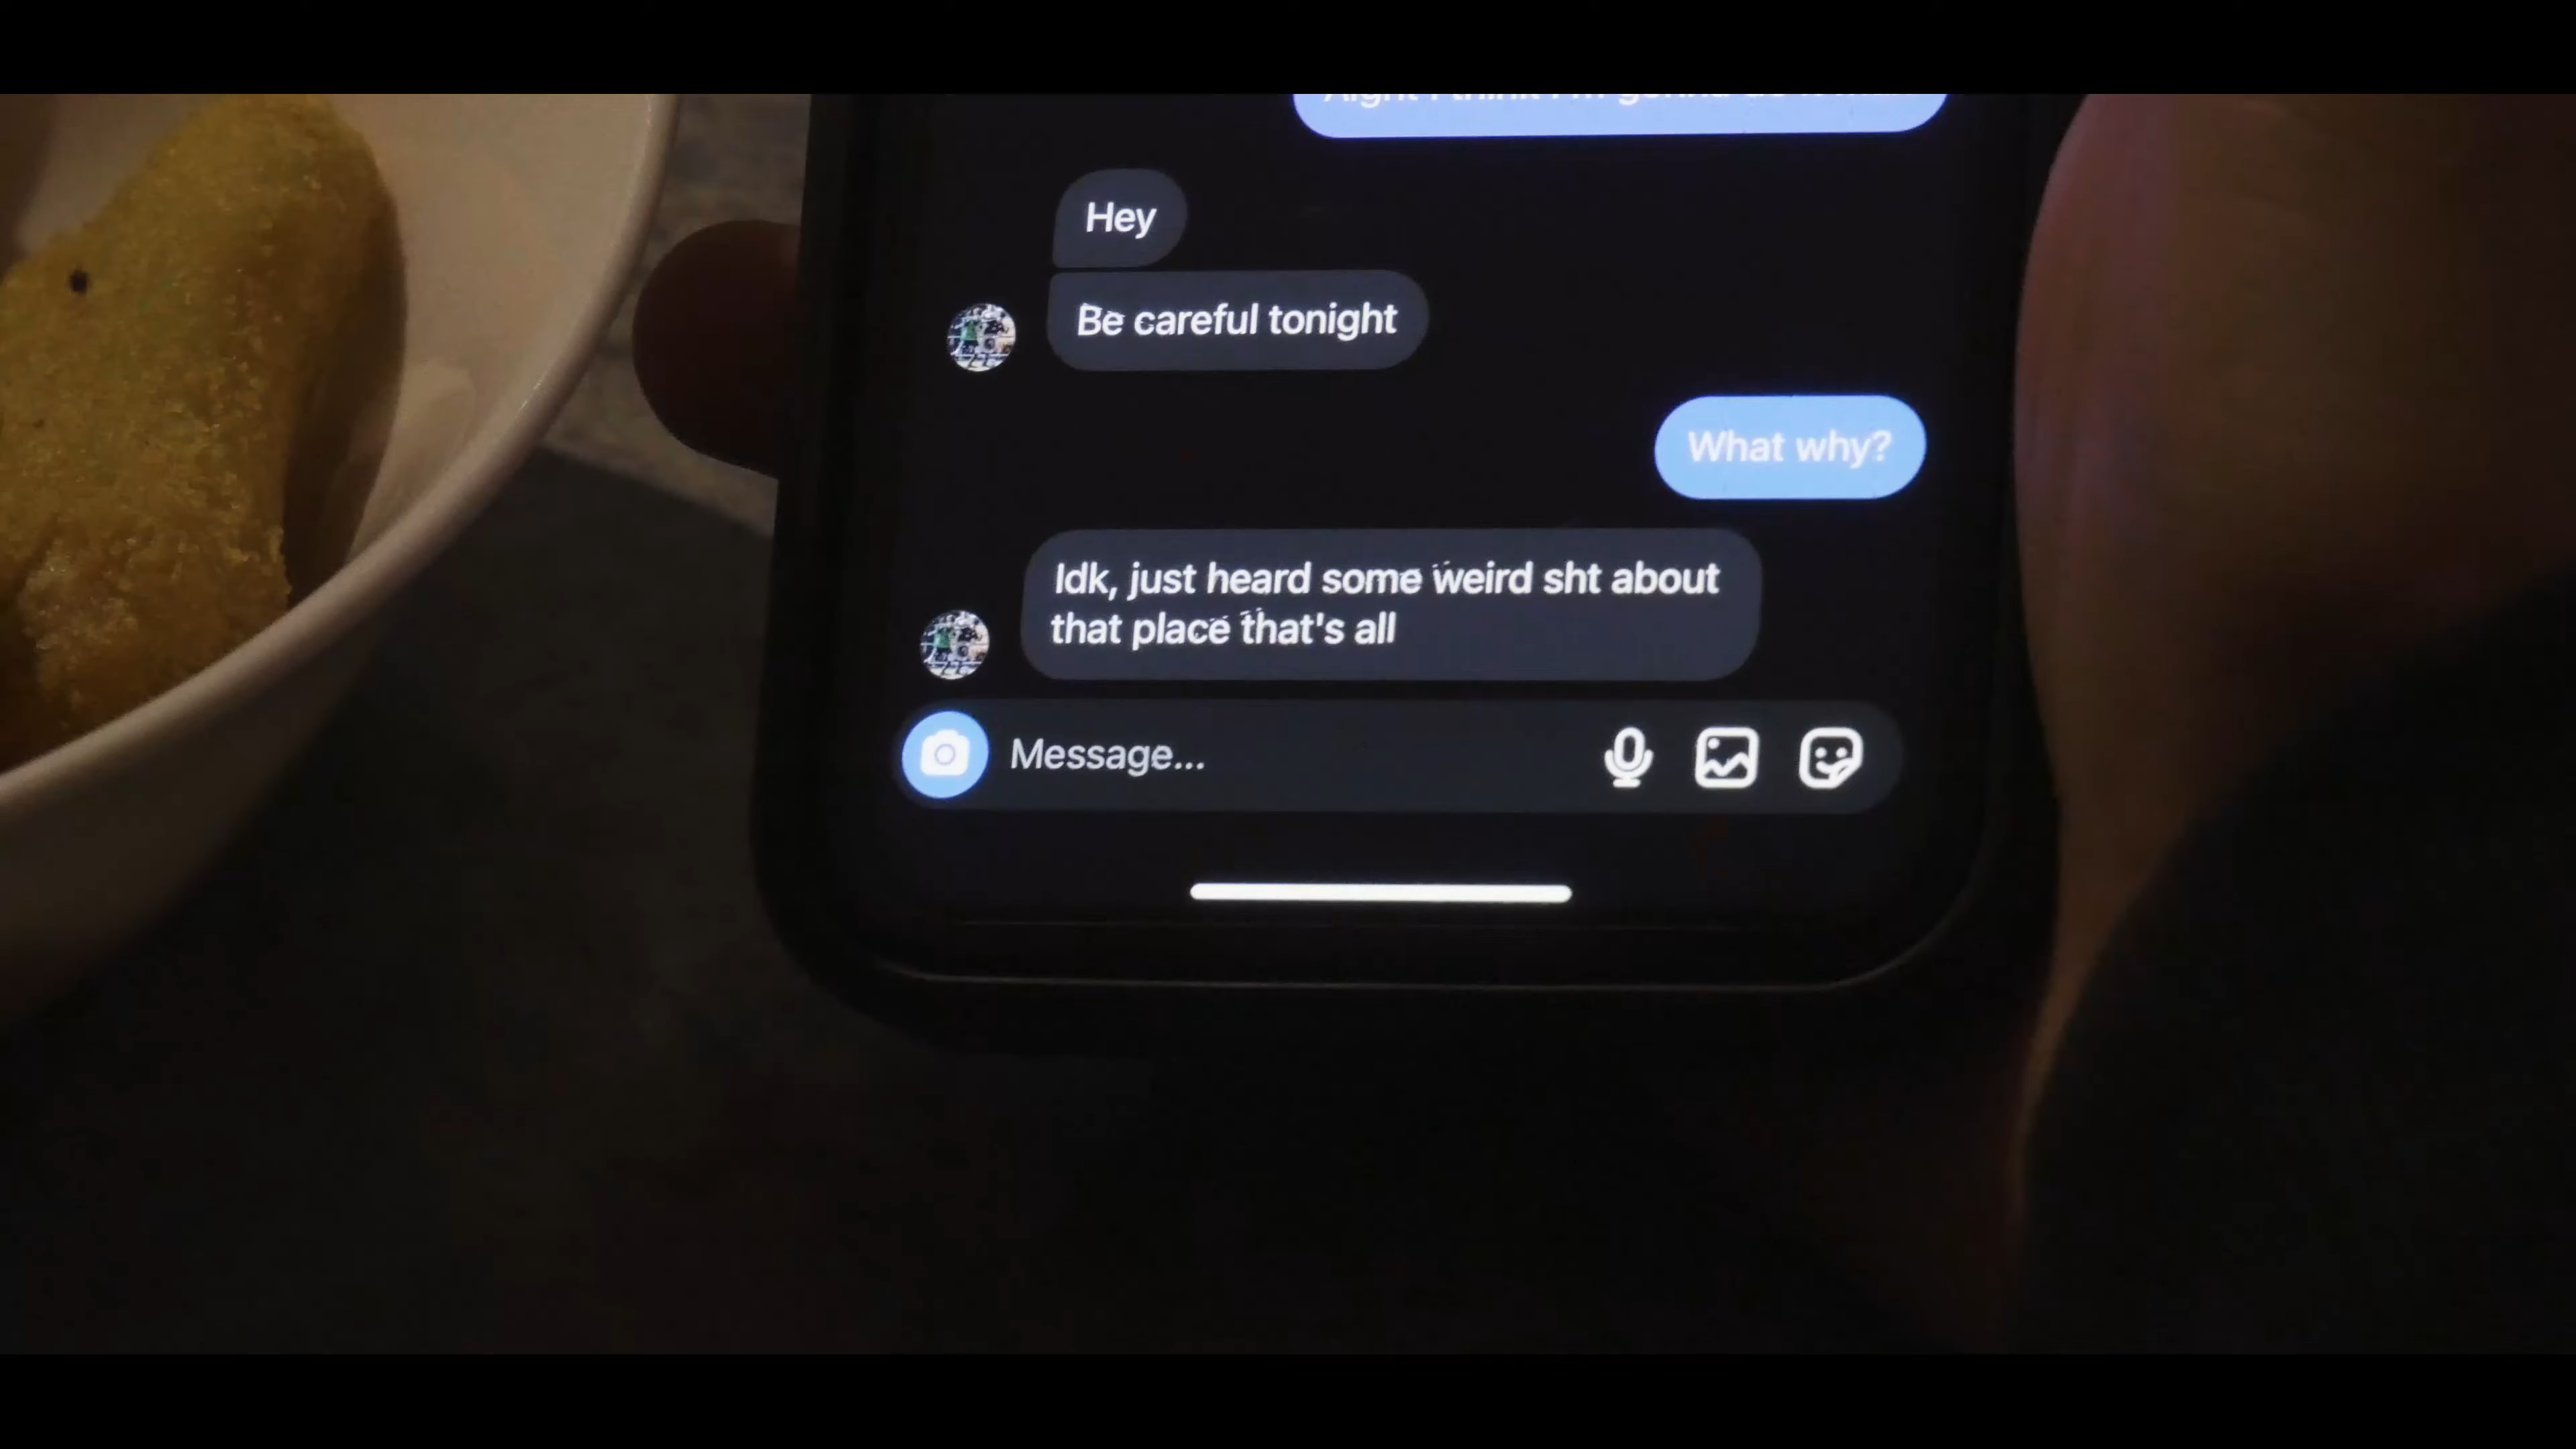 Hey
Be careful tonight
What why?
Idk, just heard some weird sht about
that place that's all
Message...